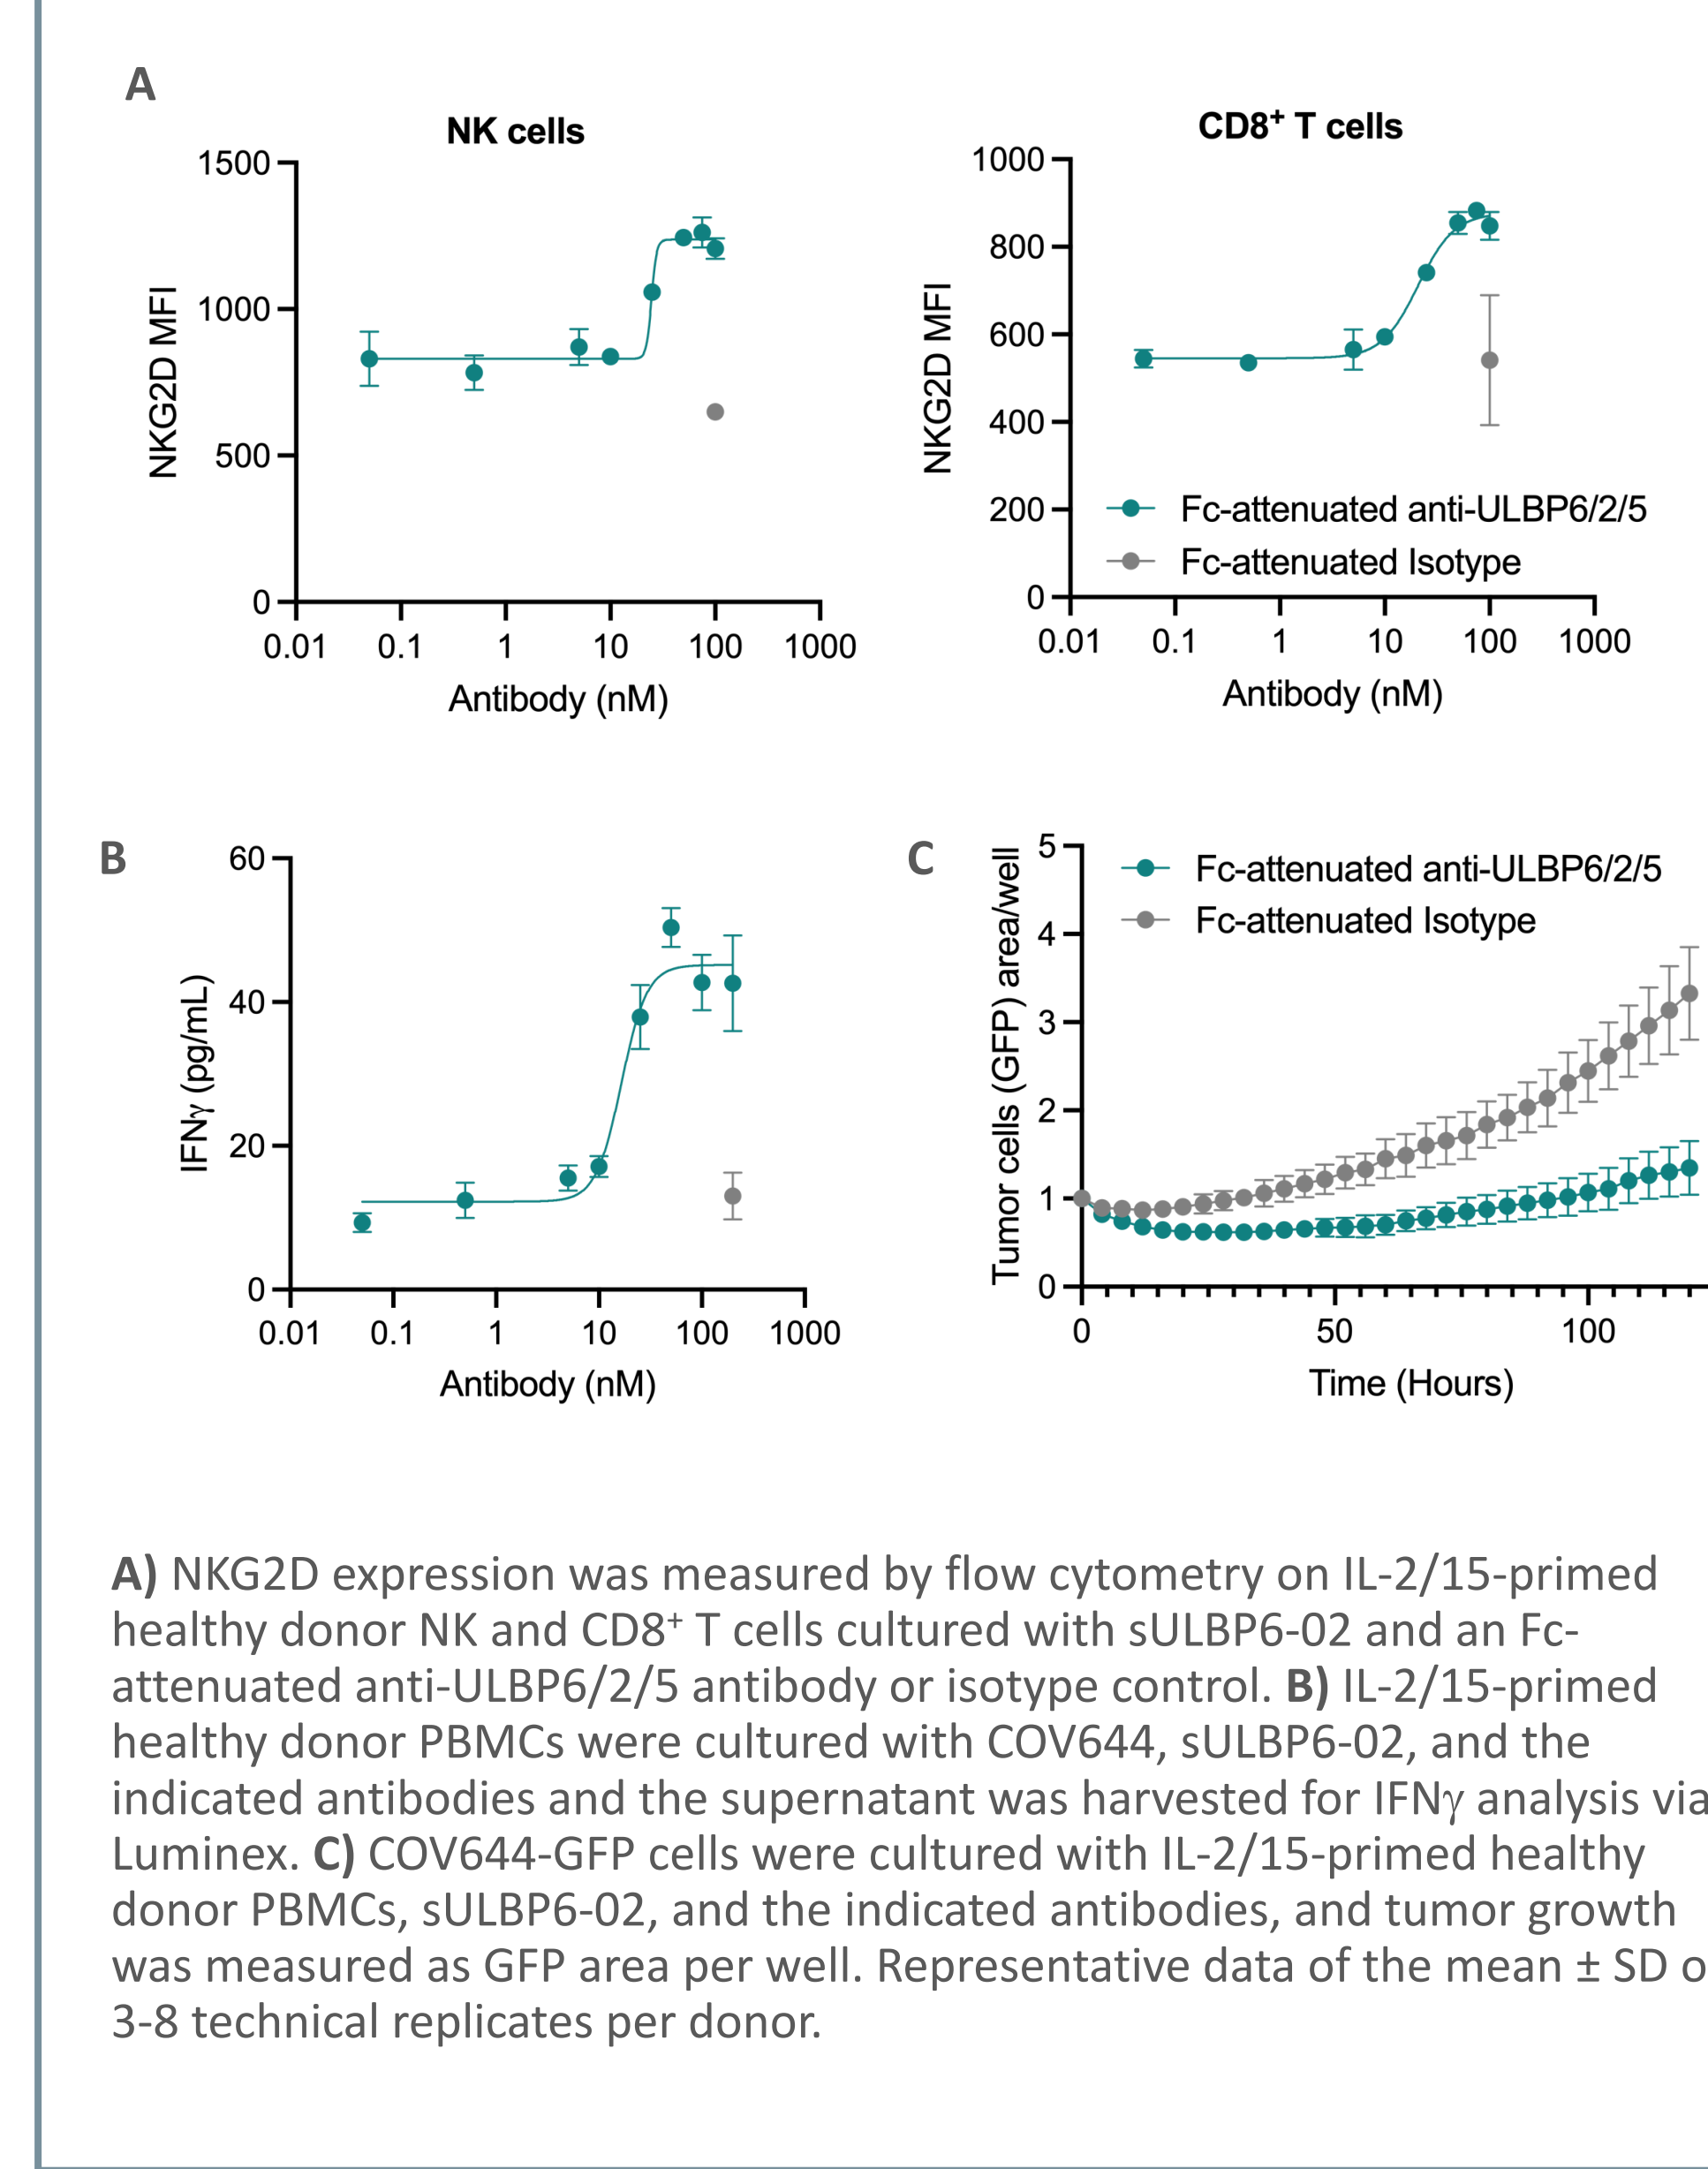 A
NK cells
1500
1000
500
0
NKG2D MFI
0.01 0.1 1 10 100 1000
Antibody (nM)
CD8⁺ T cells
1000
800
600
400
200
0
NKG2D MFI
Fc-attenuated anti-ULBP6/2/5
Fc-attenuated Isotype
0.01 0.1 1 10 100 1000
Antibody (nM)
B
60
40
20
0
IFNγ (pg/mL)
0.01 0.1 1 10 100 1000
Antibody (nM)
C
5
4
3
2
1
0
Tumor cells (GFP) area/well
Fc-attenuated anti-ULBP6/2/5
Fc-attenuated Isotype
0 50 100
Time (Hours)
A) NKG2D expression was measured by flow cytometry on IL-2/15-primed
healthy donor NK and CD8⁺ T cells cultured with sULBP6-02 and an Fc-
attenuated anti-ULBP6/2/5 antibody or isotype control. B) IL-2/15-primed
healthy donor PBMCs were cultured with COV644, sULBP6-02, and the
indicated antibodies and the supernatant was harvested for IFNγ analysis via
Luminex. C) COV644-GFP cells were cultured with IL-2/15-primed healthy
donor PBMCs, sULBP6-02, and the indicated antibodies, and tumor growth
was measured as GFP area per well. Representative data of the mean ± SD
3-8 technical replicates per donor.